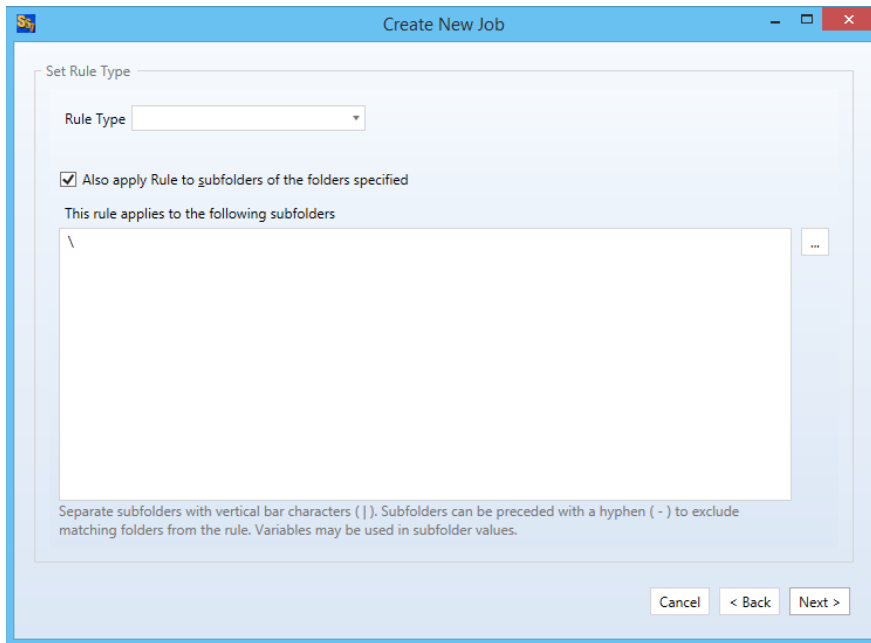 Create New Job
Set Rule Type
Rule Type
Also apply Rule to subfolders of the folders specified
This rule applies to the following subfolders
\
...
Separate subfolders with vertical bar characters ( | ). Subfolders can be preceded with a hyphen ( - ) to exclude
matching folders from the rule. Variables may be used in subfolder values.
Cancel
< Back
Next >